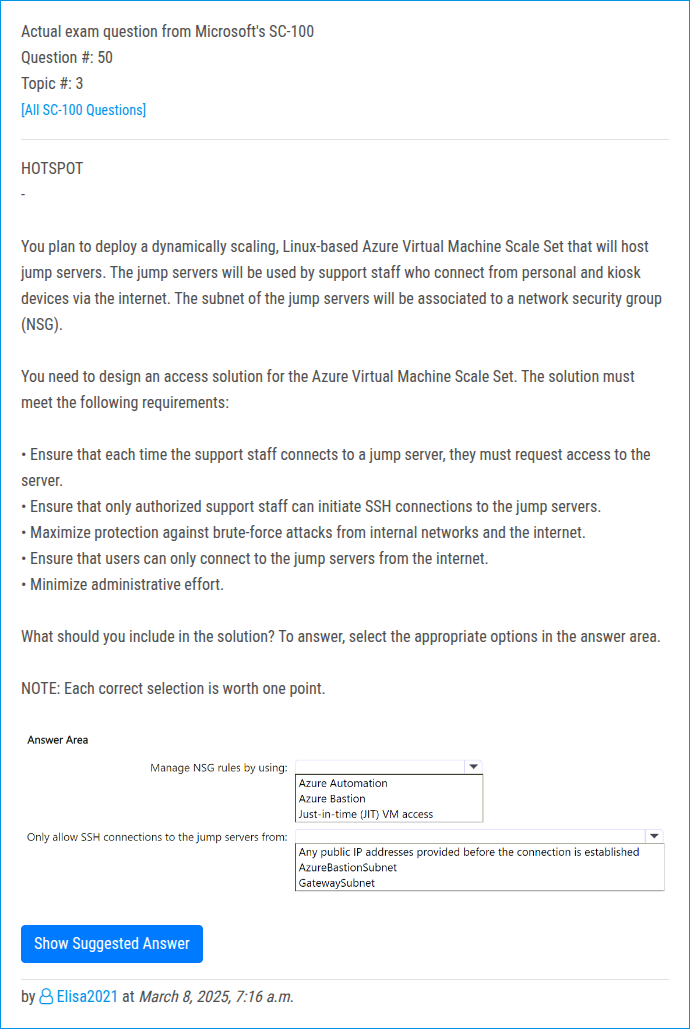 Actual exam question from Microsoft's SC-100
Question #: 50
Topic #: 3
[All SC-100 Questions]
HOTSPOT
-
You plan to deploy a dynamically scaling, Linux-based Azure Virtual Machine Scale Set that will host
jump servers. The jump servers will be used by support staff who connect from personal and kiosk
devices via the internet. The subnet of the jump servers will be associated to a network security group
(NSG).
You need to design an access solution for the Azure Virtual Machine Scale Set. The solution must
meet the following requirements:
• Ensure that each time the support staff connects to a jump server, they must request access to the
server.
• Ensure that only authorized support staff can initiate SSH connections to the jump servers.
• Maximize protection against brute-force attacks from internal networks and the internet.
• Ensure that users can only connect to the jump servers from the internet.
• Minimize administrative effort.
What should you include in the solution? To answer, select the appropriate options in the answer area.
NOTE: Each correct selection is worth one point.
Answer Area
Manage NSG rules by using:
Azure Automation
Azure Bastion
Just-in-time (JIT) VM access
Only allow SSH connections to the jump servers from:
Any public IP addresses provided before the connection is established
AzureBastionSubnet
GatewaySubnet
Show Suggested Answer
by Elisa2021 at March 8, 2025, 7:16 a.m.